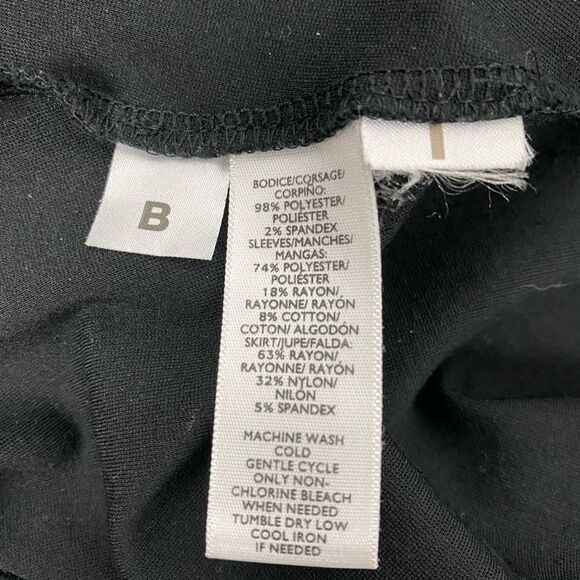 B
BODICE/CORSAGE/
CORPIÑO:
98% POLYESTER/
POLIÉSTER
2% SPANDEX
SLEEVES/MANCHES/
MANGAS:
74% POLYESTER/
POLIÉSTER
18% RAYON/
RAYONNE/ RAYÓN
8% COTTON/
COTON/ ALGODÓN
SKIRT/JUPE/FALDA:
63% RAYON/
RAYONNE/ RAYÓN
32% NYLON/
NILÓN
5% SPANDEX
MACHINE WASH
COLD
GENTLE CYCLE
ONLY NON-
CHLORINE BLEACH
WHEN NEEDED
TUMBLE DRY LOW
COOL IRON
IF NEEDED